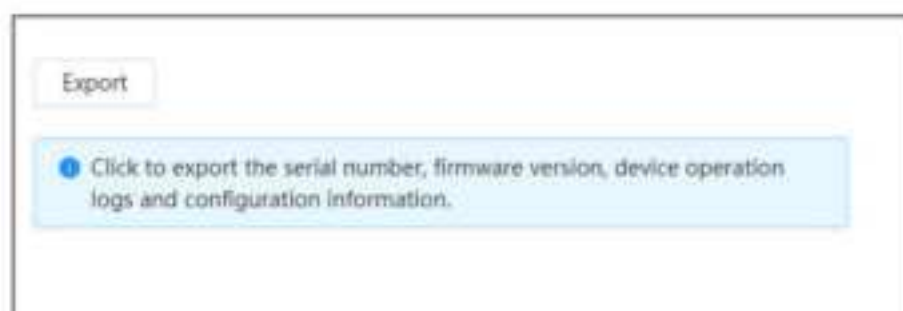 Export
Click to export the serial number, firmware version, device operation
logs and configuration information.